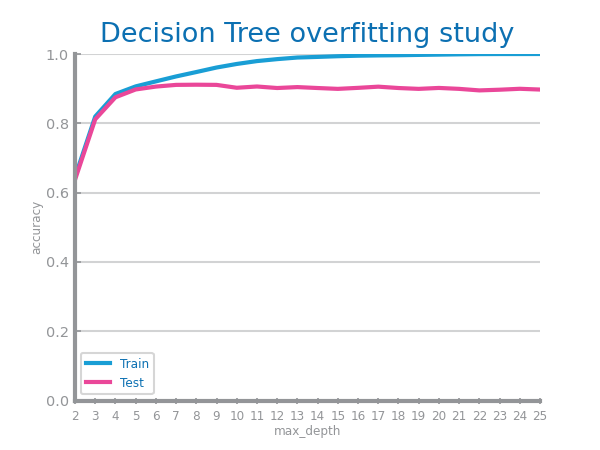 Decision Tree overfitting study
1.0
0.8
0.6
0.4
0.2
0.0
accuracy
Train
Test
2 3 4 5 6 7 8 9 10 11 12 13 14 15 16 17 18 19 20 21 22 23 24 25
max_depth